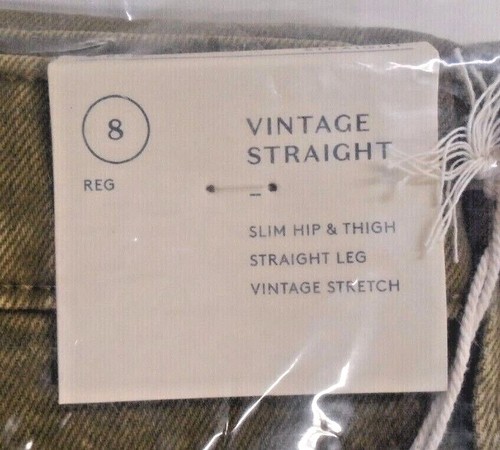 8
REG
VINTAGE
STRAIGHT
–
SLIM HIP & THIGH
STRAIGHT LEG
VINTAGE STRETCH